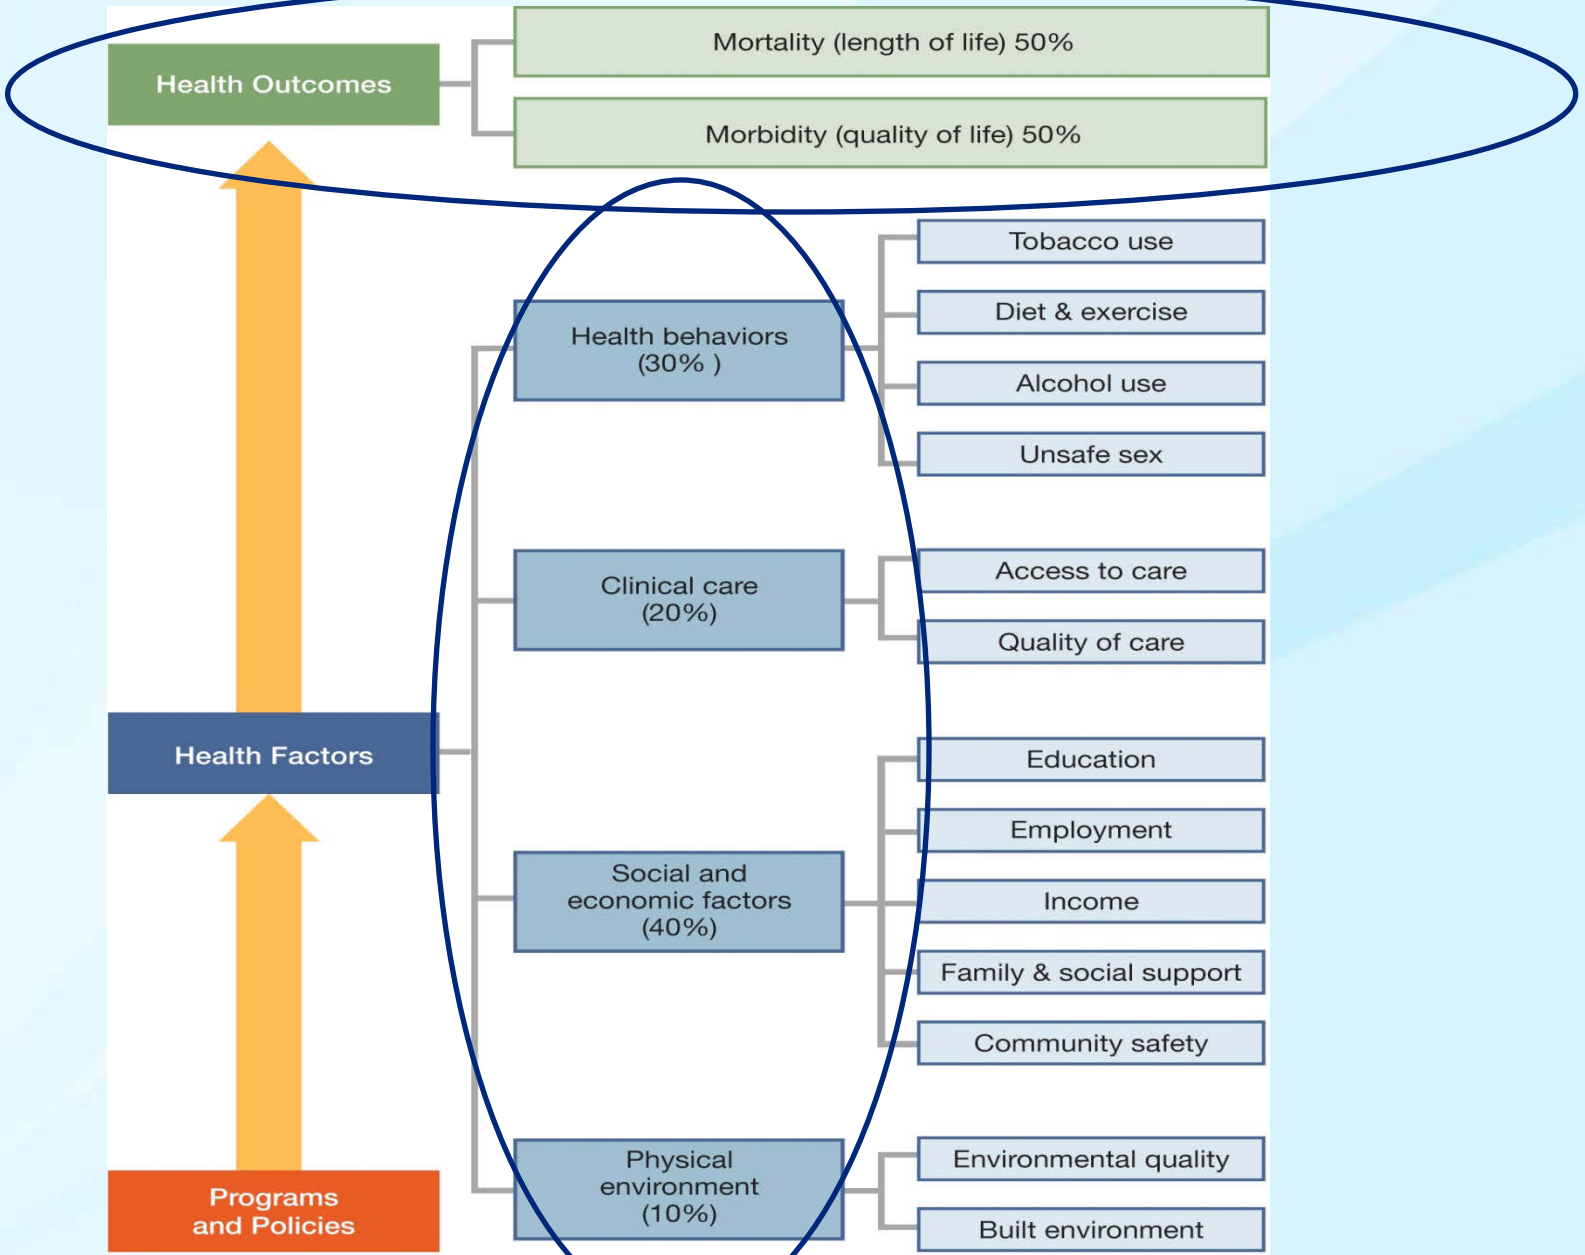 Health Outcomes
Mortality (length of life) 50%
Morbidity (quality of life) 50%
Health Factors
Health behaviors
(30% )
Tobacco use
Diet & exercise
Alcohol use
Unsafe sex
Clinical care
(20%)
Access to care
Quality of care
Social and
economic factors
(40%)
Education
Employment
Income
Family & social support
Community safety
Physical
environment
(10%)
Environmental quality
Built environment
Programs
and Policies